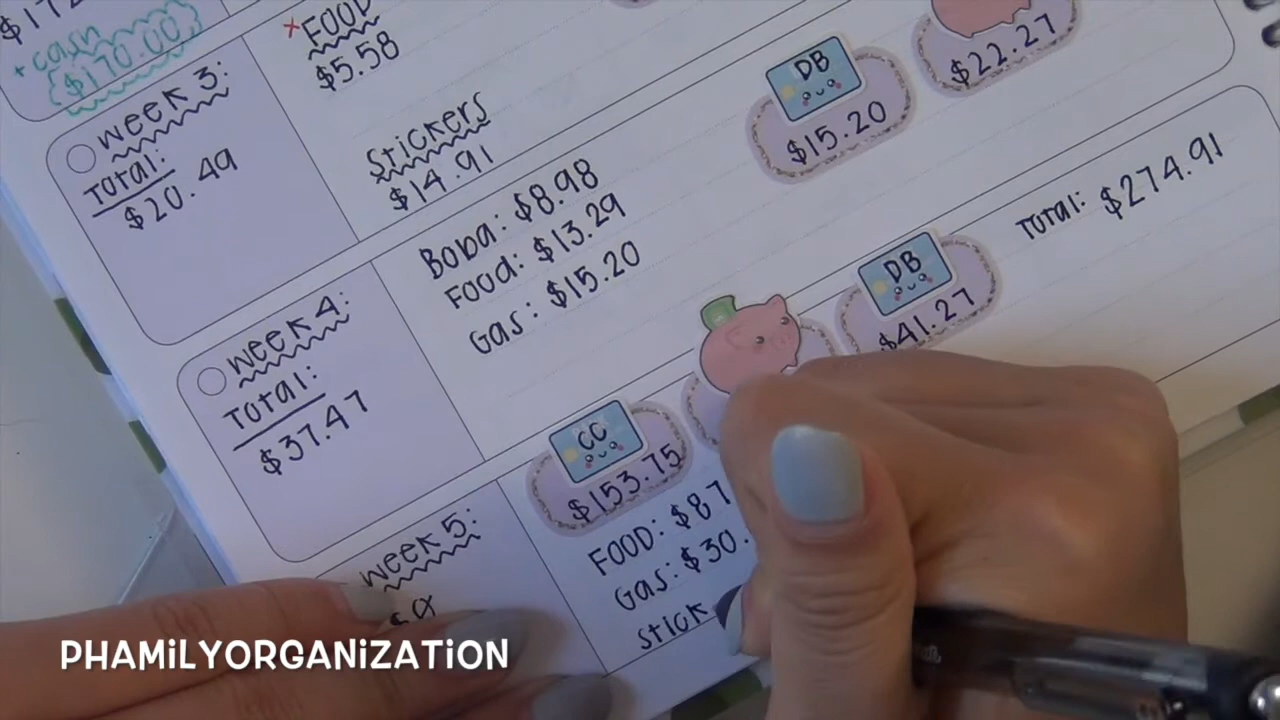 + cash
$170.00
week 3:
Total:
$20.49
x FOOD
$5.58
Stickers
$14.91
DB
$15.20
$22.27
week 4:
Total:
$37.47
Boba: $8.98
Food: $13.29
Gas: $15.20
DB
$41.27
Total: $274.91
week 5:
CC
$153.75
FOOD: $87
Gas: $30.
stick
PHAMiLYORGANiZATiON